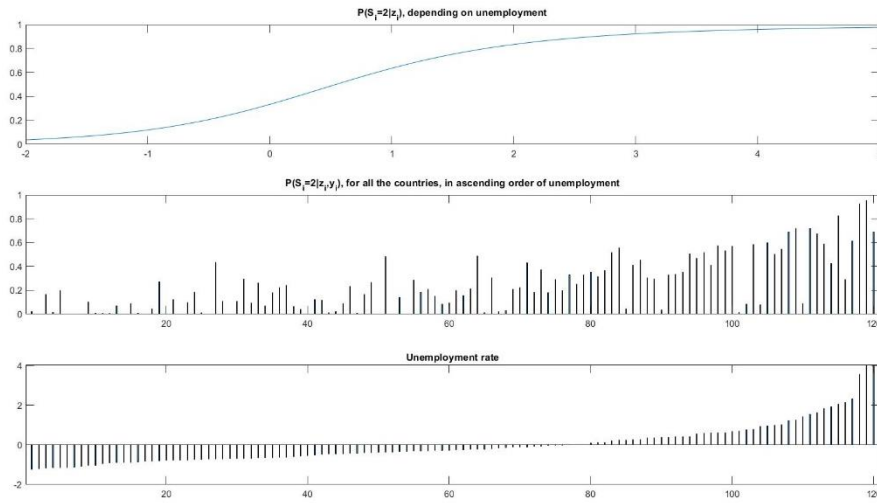 P(S_i=2|z_i), depending on unemployment
1
0.8
0.6
0.4
0.2
0
-2 -1 0 1 2 3 4
P(S_i=2|z_i,y_i), for all the countries, in ascending order of unemployment
1
0.8
0.6
0.4
0.2
0
20 40 60 80 100 120
Unemployment rate
4
2
0
-2
20 40 60 80 100 120